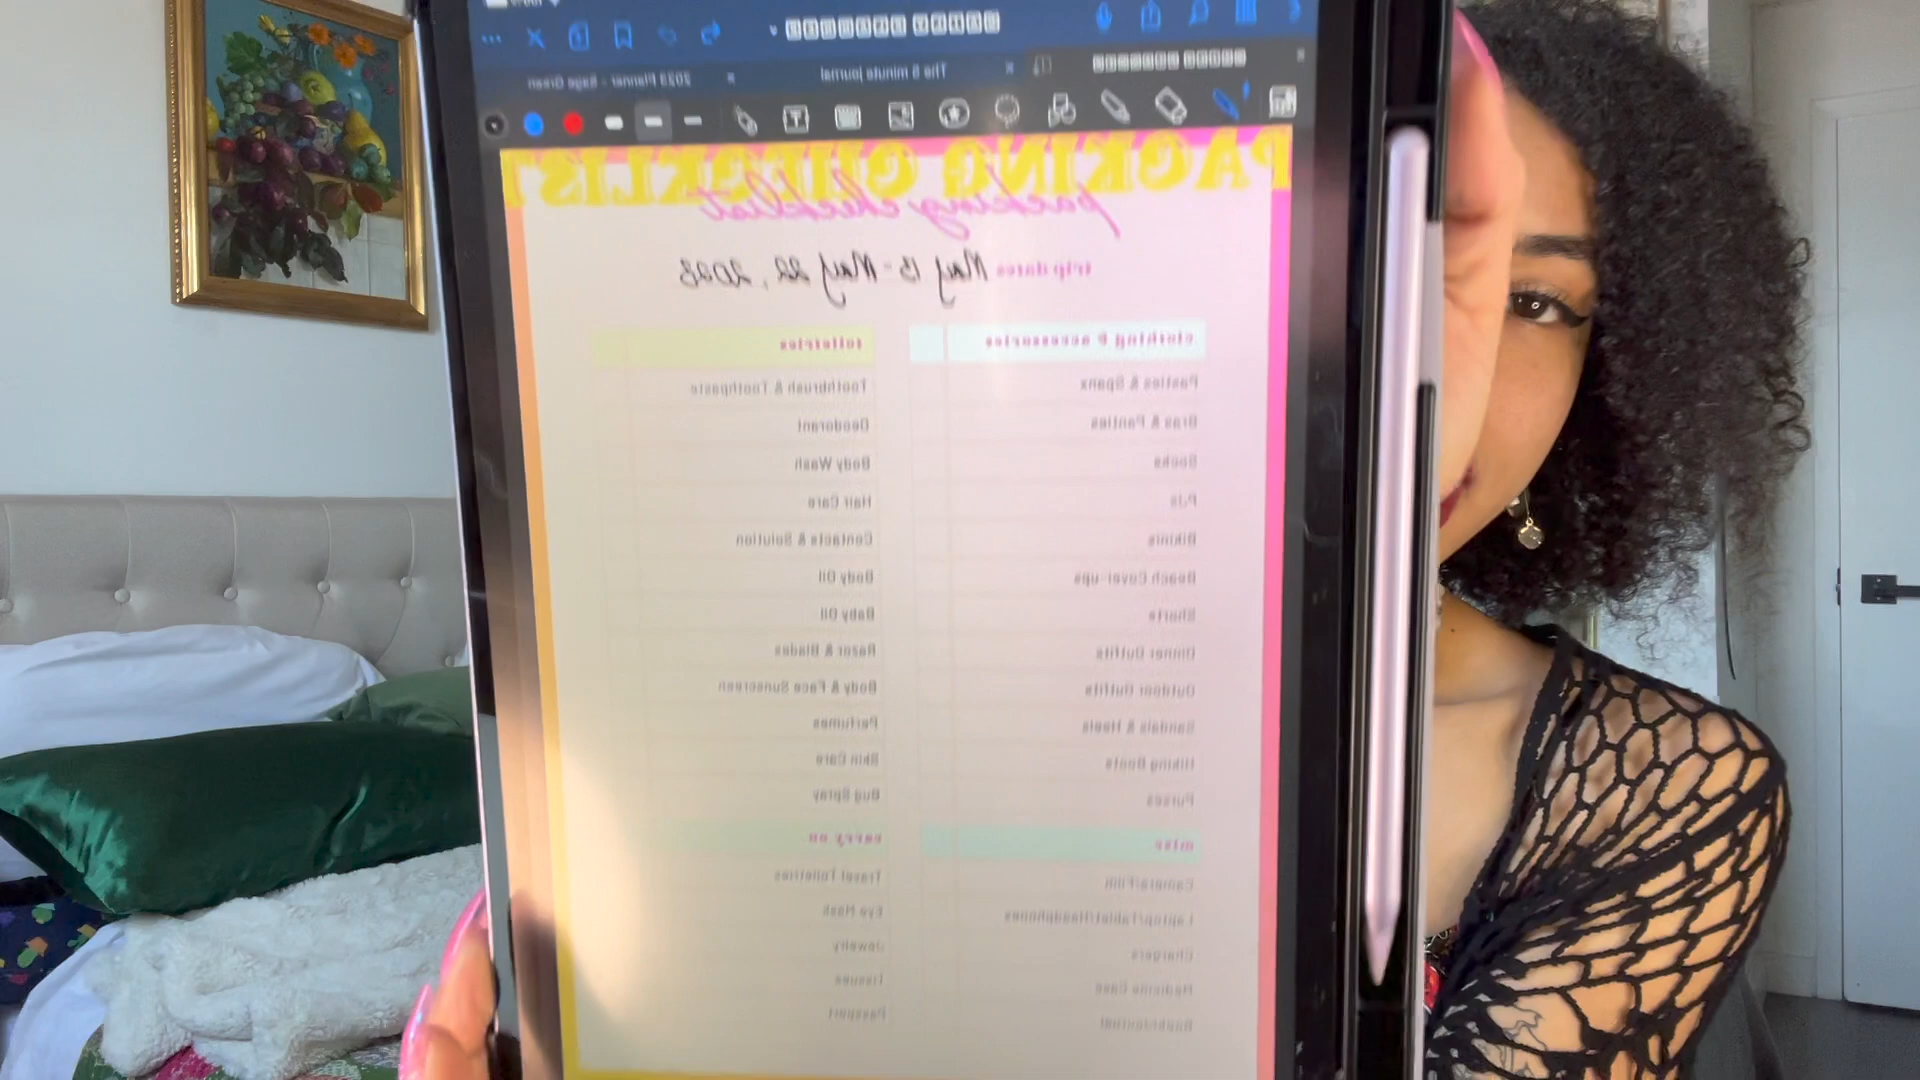 The 5 minute journal
2023 Planner - Sage Green
PACKING CHECKLIST
packing checklist
trip dates May 13 - May 22, 2023
clothing & accessories
Pasties & Spanx
Bras & Panties
Socks
PJs
Bikinis
Beach Cover-ups
Shorts
Dinner Outfits
Outdoor Outfits
Sandals & Heels
Hiking Boots
Purses
misc
Camera/Film
Laptop/Tablet/Headphones
Chargers
Medicine Case
Book/Journal
toiletries
Toothbrush & Toothpaste
Deodorant
Body Wash
Hair Care
Contacts & Solution
Body Oil
Baby Oil
Razor & Blades
Body & Face Sunscreen
Perfumes
Skin Care
Bug Spray
carry on
Travel Toiletries
Eye Mask
Jewelry
Tissues
Passport